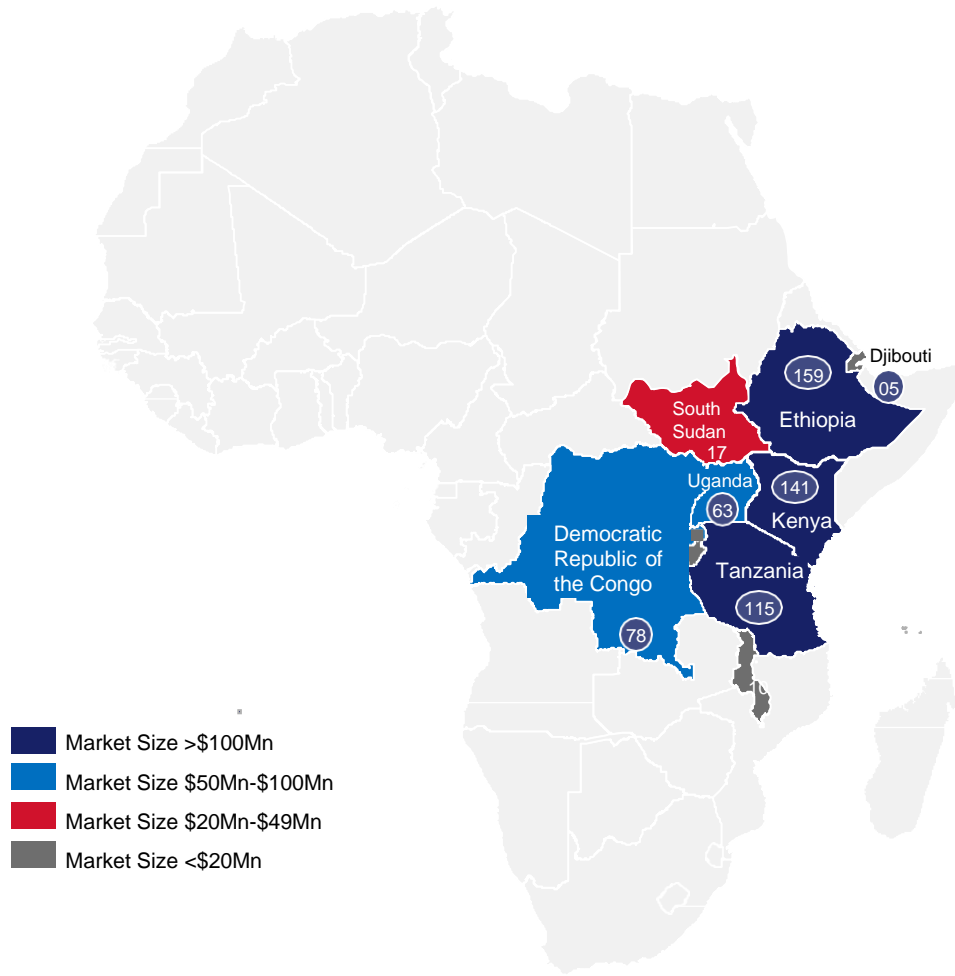 Djibouti
05
159
Ethiopia
South
Sudan
17
Uganda
63
141
Kenya
Democratic
Republic of
the Congo
78
Tanzania
115
10
Market Size >$100Mn
Market Size $50Mn-$100Mn
Market Size $20Mn-$49Mn
Market Size <$20Mn